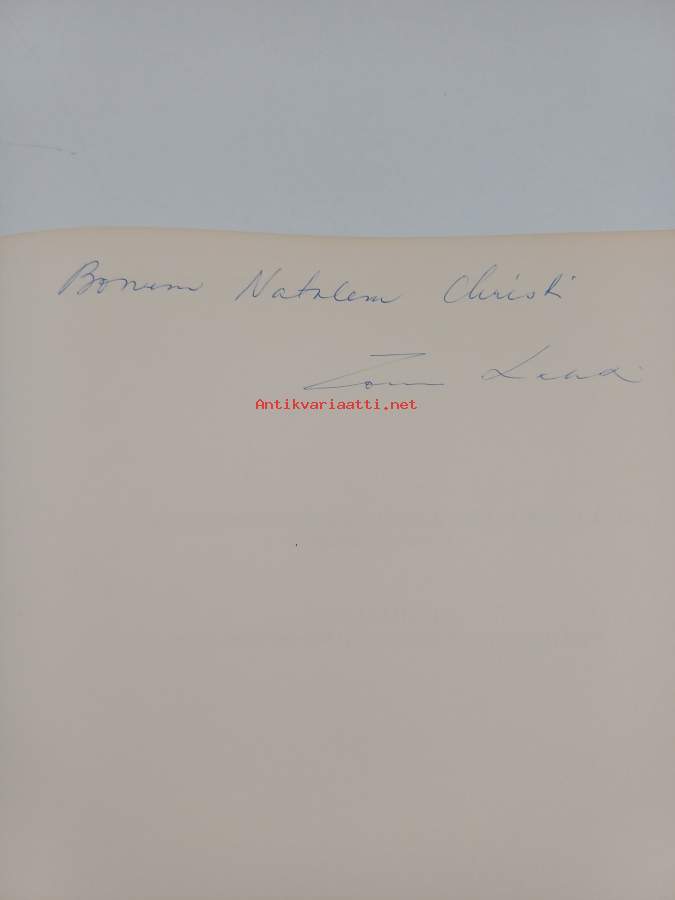 Bonum Natalem Christi
Antikvariaatti.net